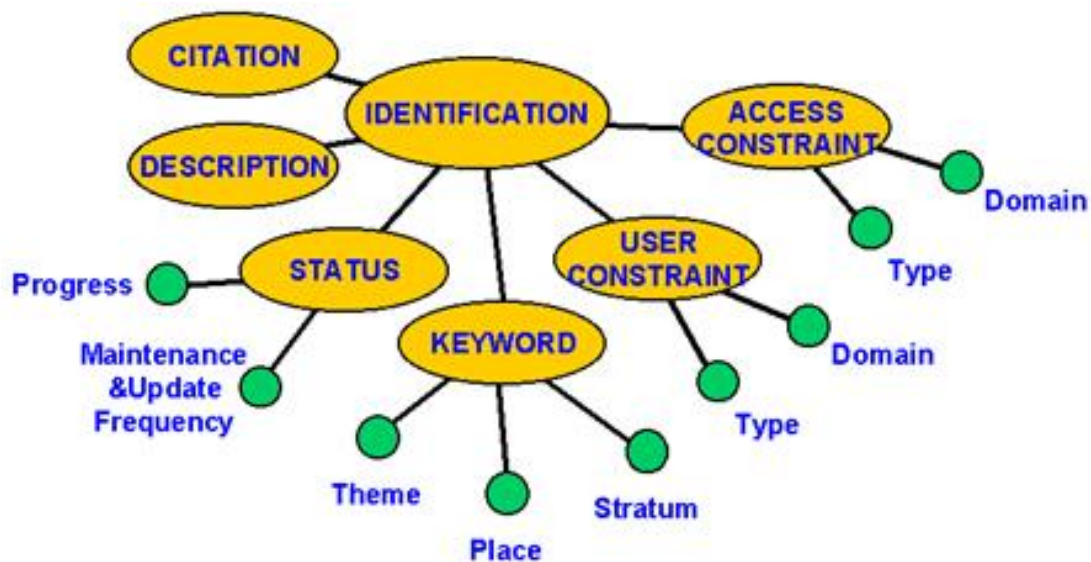 CITATION
IDENTIFICATION
ACCESS
CONSTRAINT
DESCRIPTION
Domain
USER
CONSTRAINT
STATUS
Type
Progress
KEYWORD
Domain
Maintenance
&Update
Frequency
Type
Theme
Stratum
Place